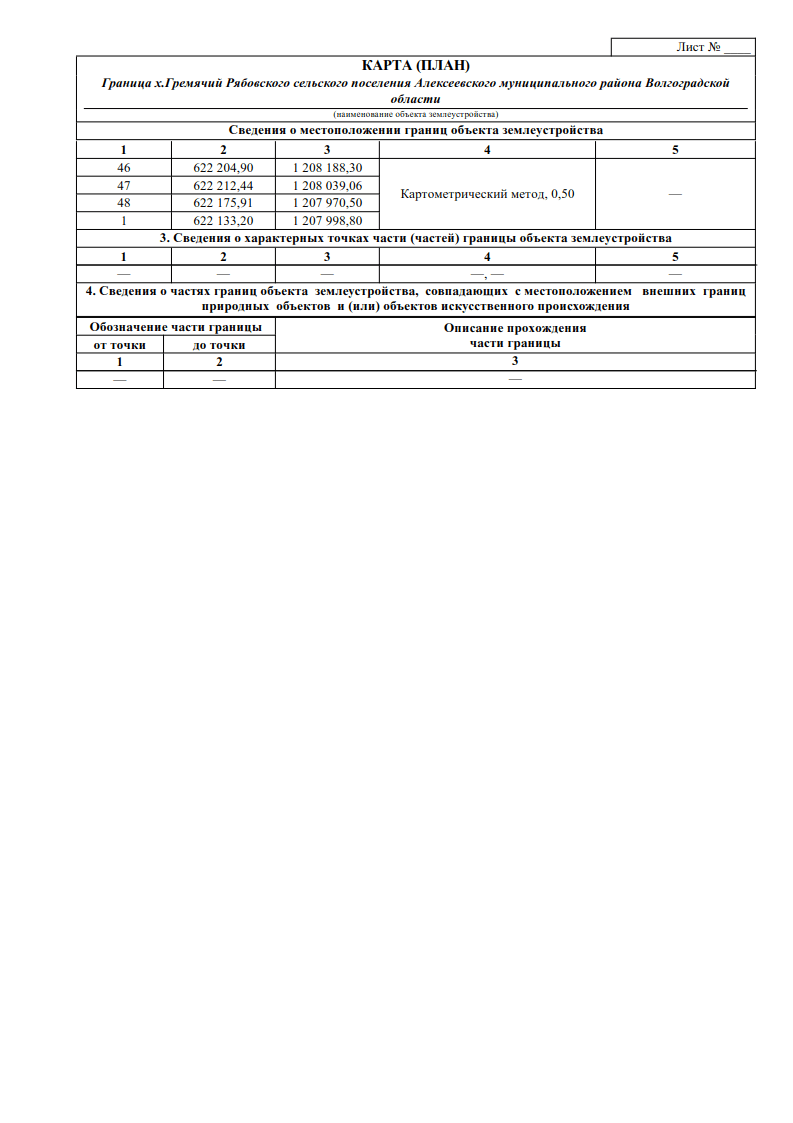 Лист № ____
КАРТА (ПЛАН)
Граница х.Гремячий Рябовского сельского поселения Алексеевского муниципального района Волгоградской
области
(наименование объекта землеустройства)
Сведения о местоположении границ объекта землеустройства
1 2 3 4 5
46 622 204,90 1 208 188,30
47 622 212,44 1 208 039,06
Картометрический метод, 0,50 —
48 622 175,91 1 207 970,50
1 622 133,20 1 207 998,80
3. Сведения о характерных точках части (частей) границы объекта землеустройства
1 2 3 4 5
— — — —, — —
4. Сведения о частях границ объекта землеустройства, совпадающих с местоположением внешних границ
природных объектов и (или) объектов искусственного происхождения
Обозначение части границы
Описание прохождения
части границы
от точки до точки
1 2 3
— — —